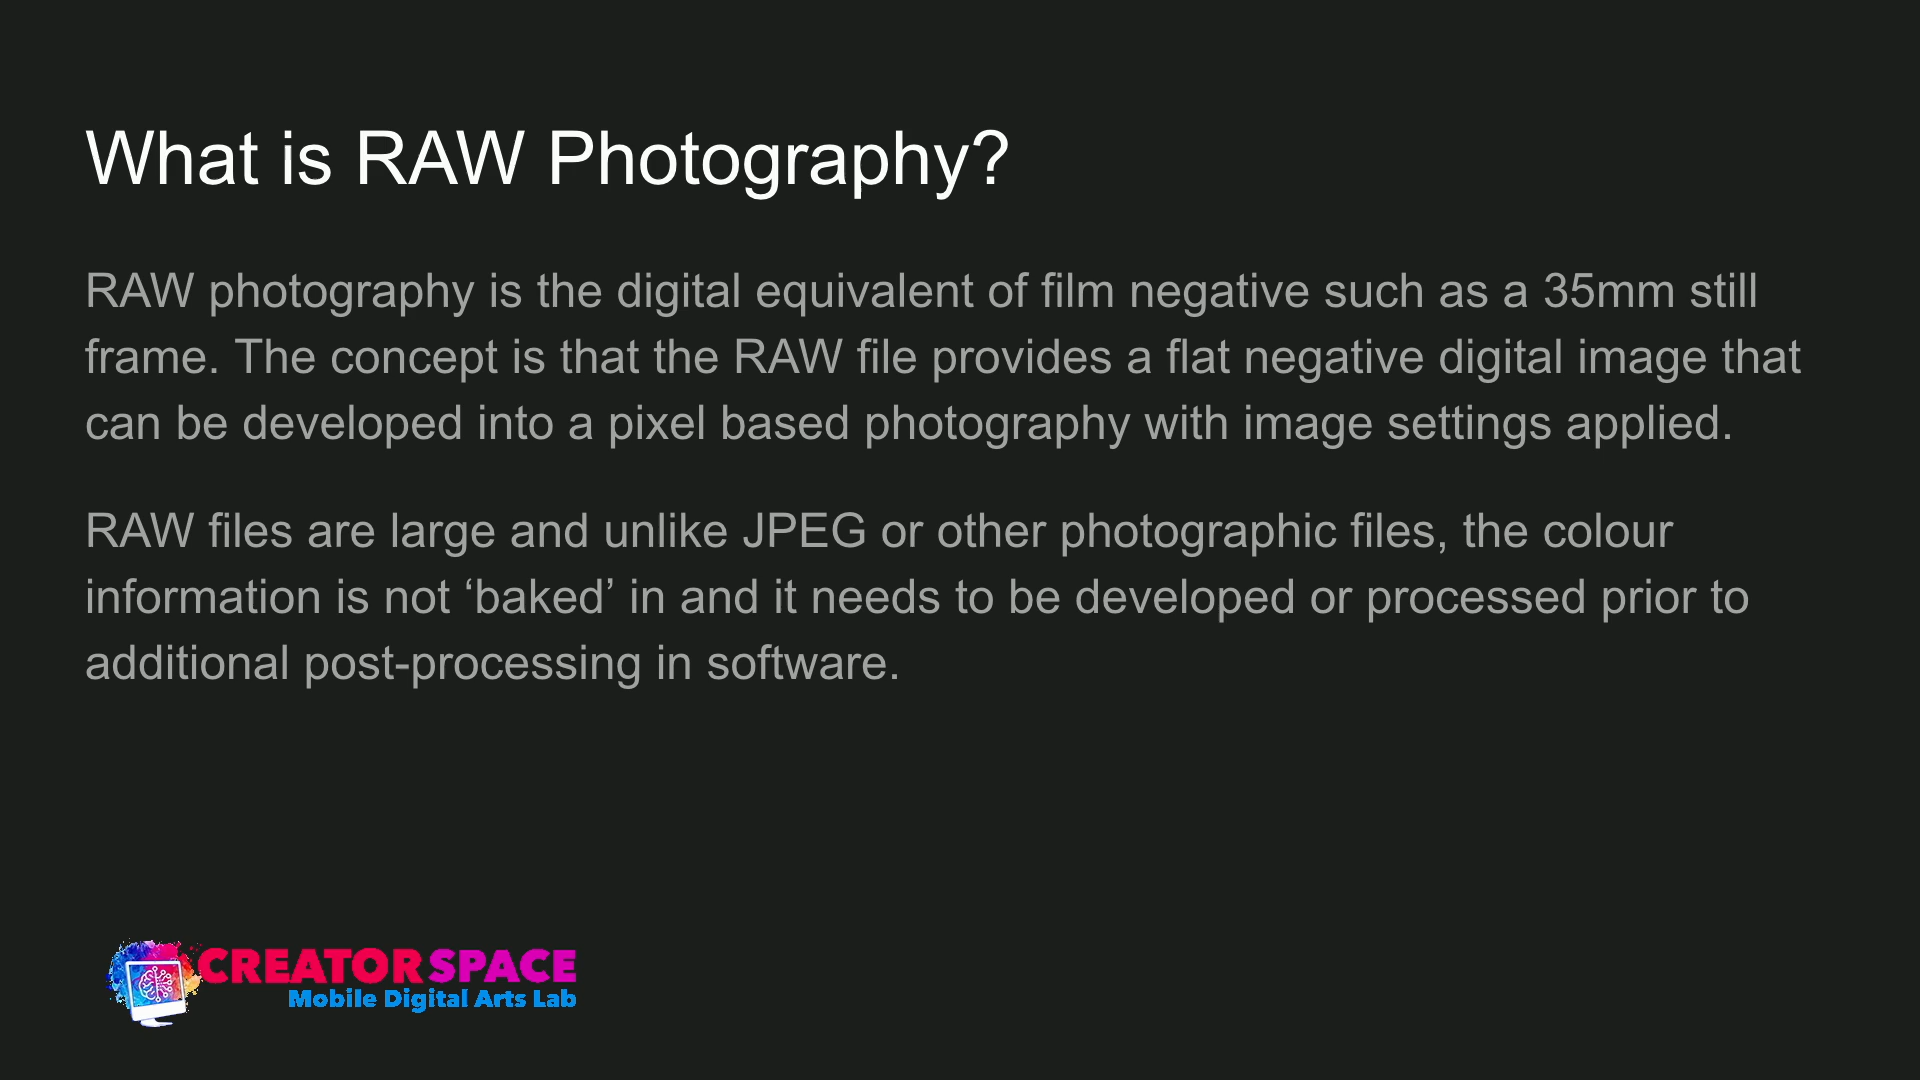 What is RAW Photography?
RAW photography is the digital equivalent of film negative such as a 35mm still
frame. The concept is that the RAW file provides a flat negative digital image that
can be developed into a pixel based photography with image settings applied.
RAW files are large and unlike JPEG or other photographic files, the colour
information is not ‘baked’ in and it needs to be developed or processed prior to
additional post-processing in software.
CREATORSPACE
Mobile Digital Arts Lab